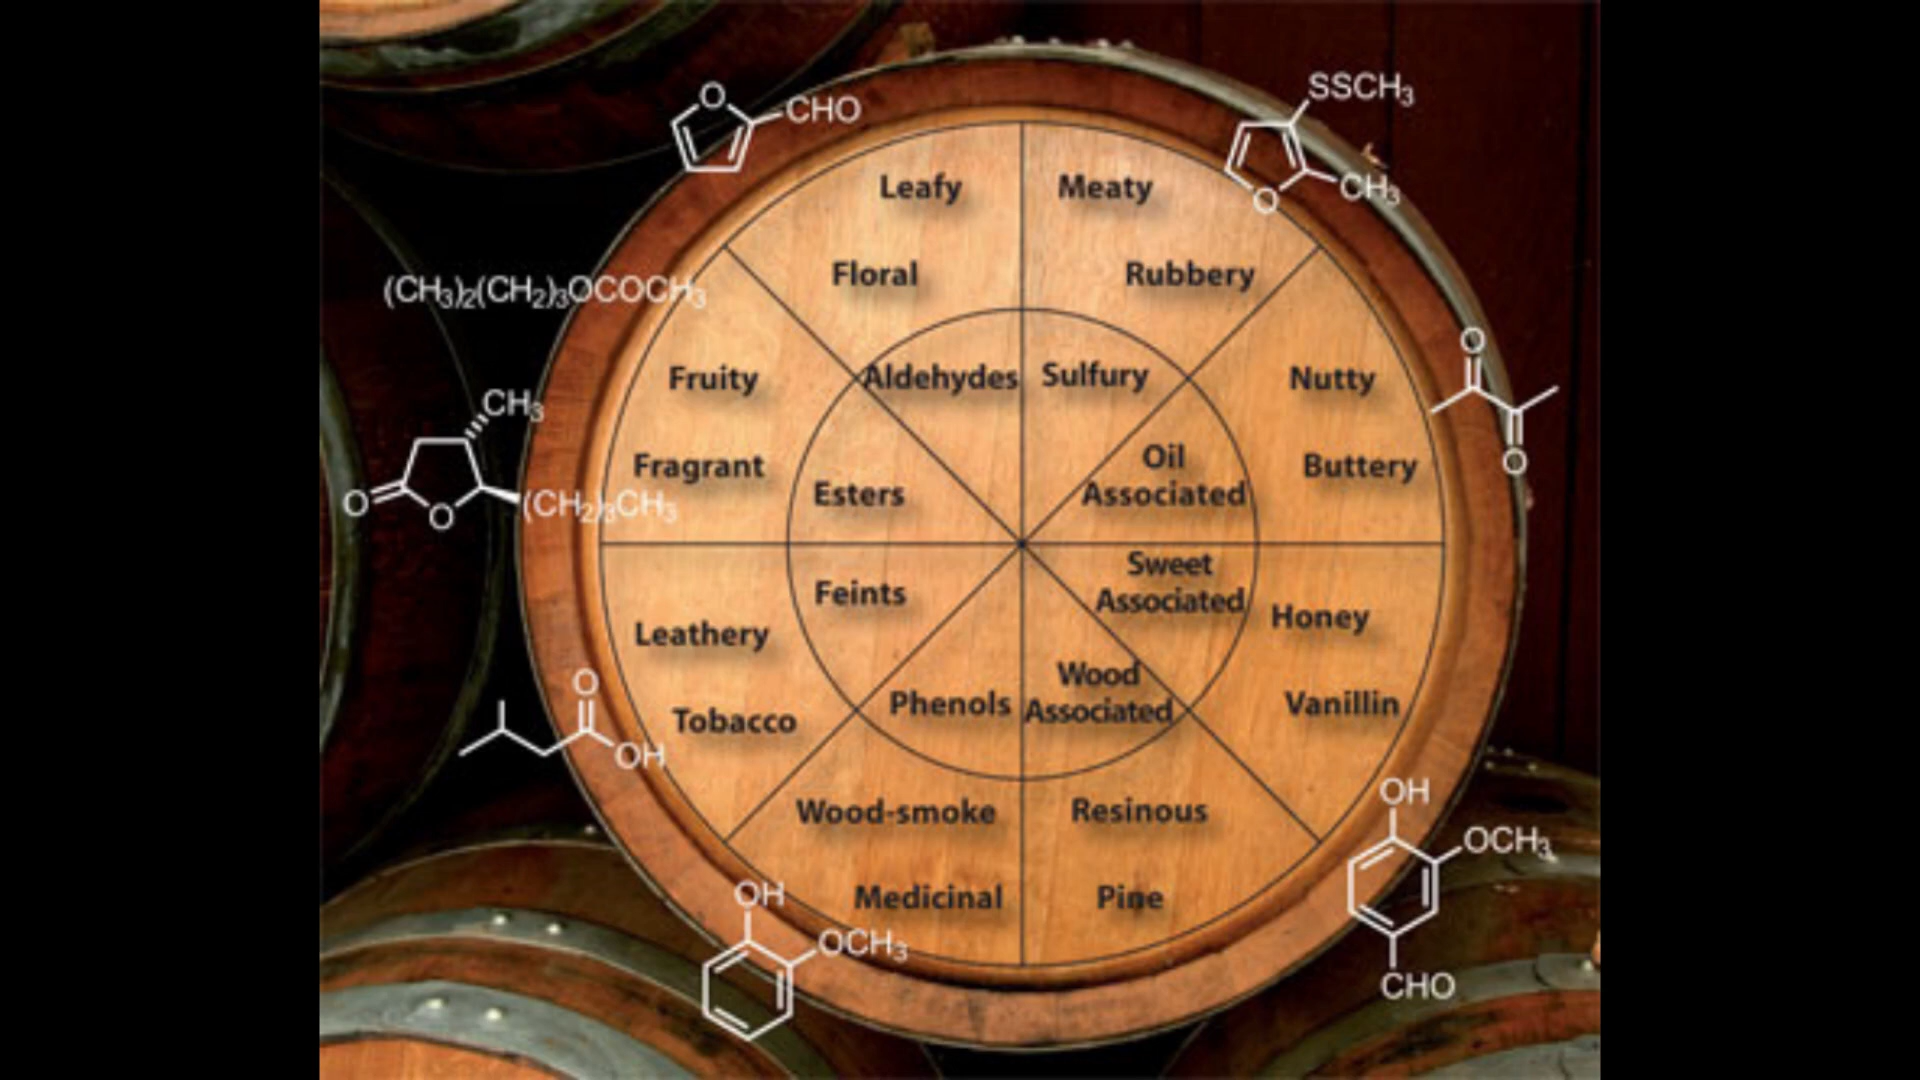 SSCH3
O
CHO
Leafy
Meaty
O
CH3
Floral
Rubbery
(CH3)2(CH2)3OCOCH3
O
Fruity
Aldehydes
Sulfury
Nutty
CH3
Fragrant
Oil
Associated
Buttery
O
Esters
O
O
(CH2)3CH3
Sweet
Associated
Feints
Honey
Leathery
O
Wood
Associated
Phenols
Vanillin
Tobacco
OH
Wood-smoke
Resinous
OH
OCH3
Medicinal
Pine
OH
OCH3
CHO